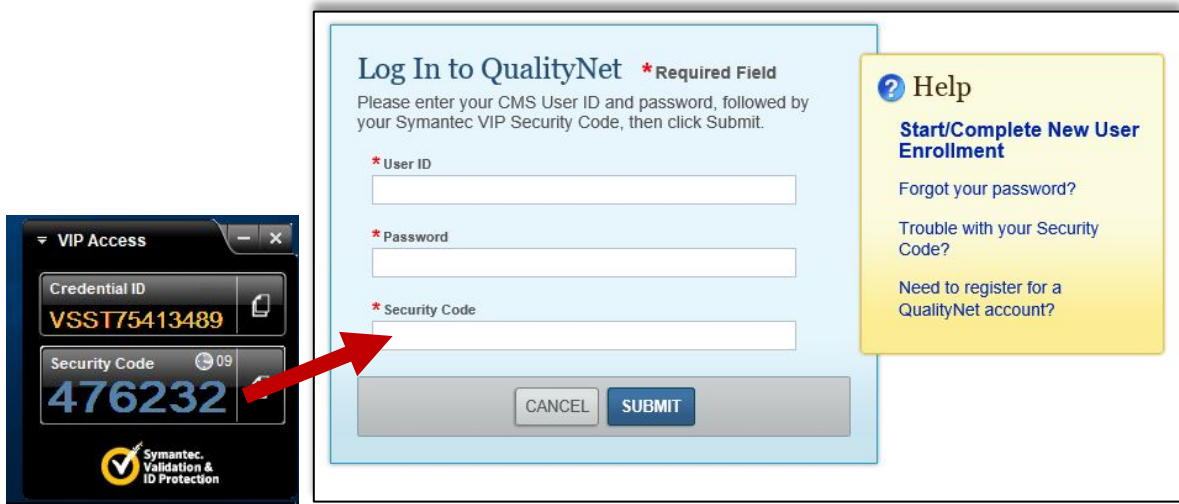 VIP Access
Credential ID
VSST75413489
Security Code 09
476232
Symantec.
Validation &
ID Protection
Log In to QualityNet *Required Field
Please enter your CMS User ID and password, followed by
your Symantec VIP Security Code, then click Submit.
*User ID
*Password
*Security Code
CANCEL SUBMIT
? Help
Start/Complete New User
Enrollment
Forgot your password?
Trouble with your Security
Code?
Need to register for a
QualityNet account?